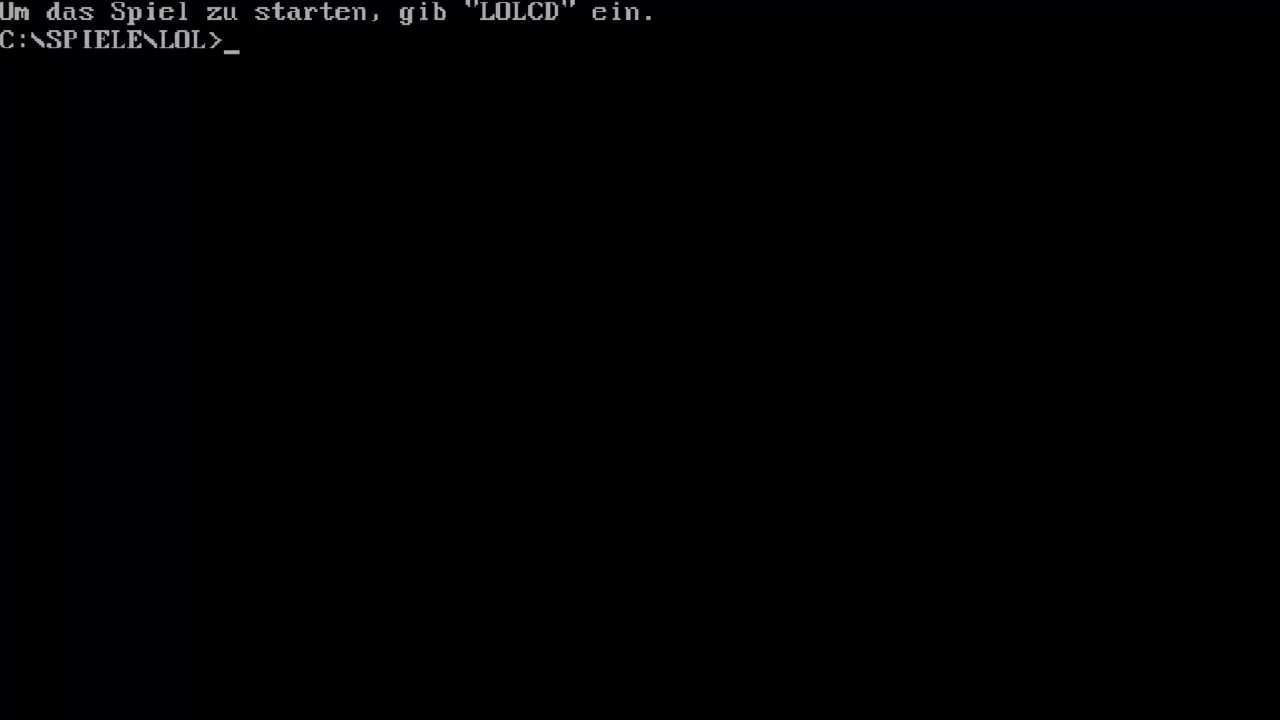 Um das Spiel zu starten, gib "LOLCD" ein.
C:\SPIELE\LOL>_